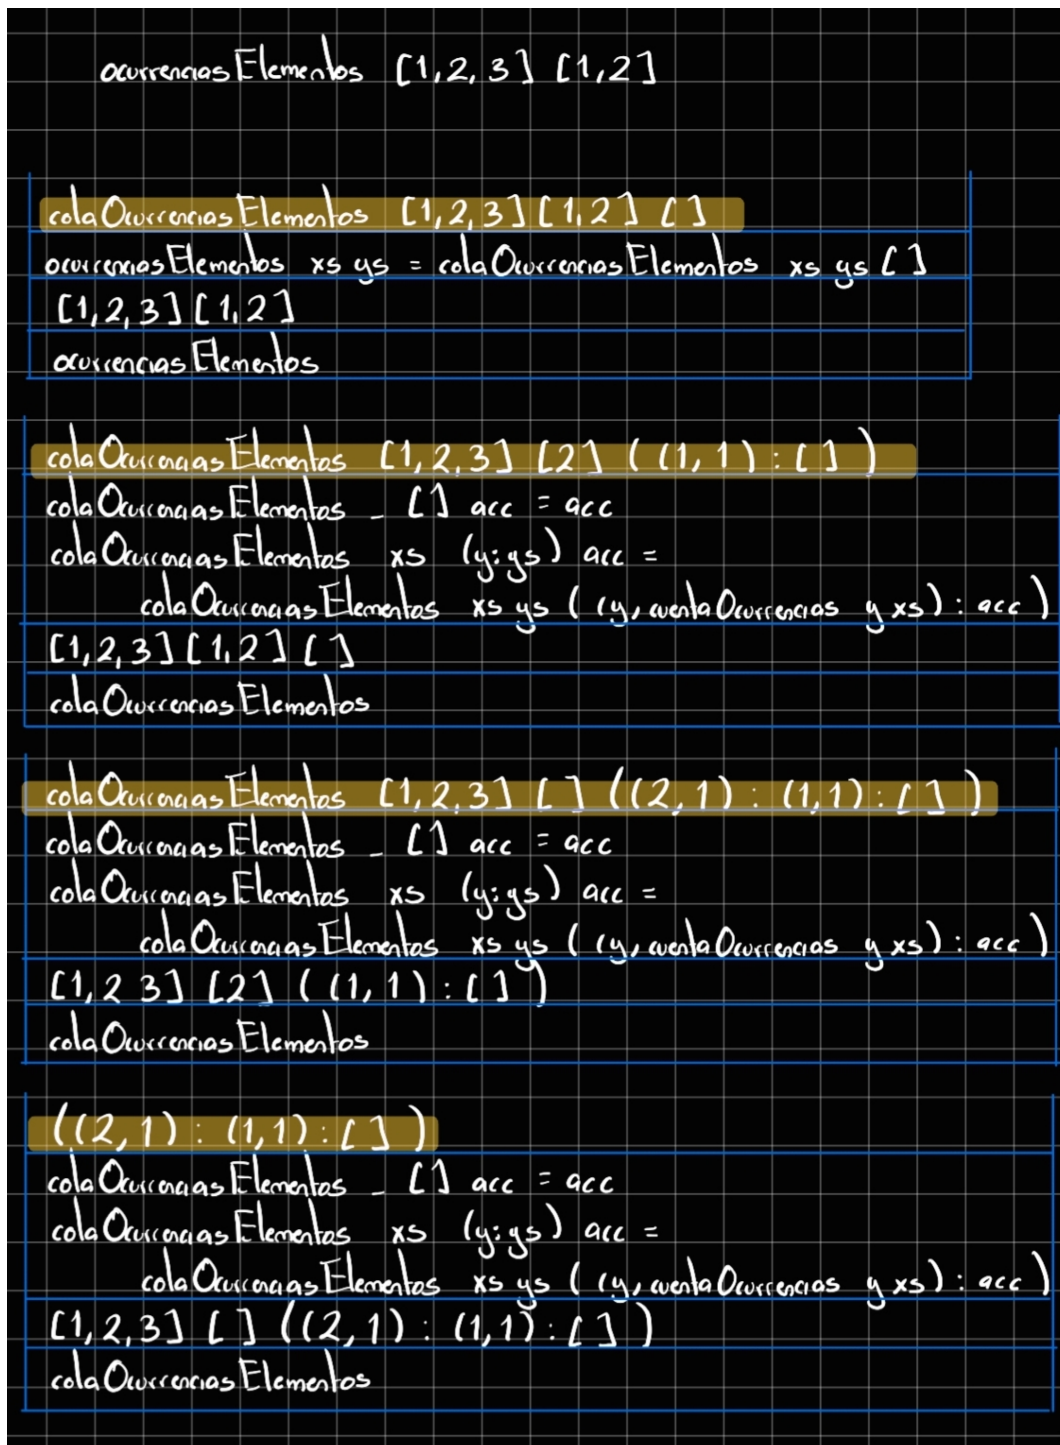 ocurrenciasElementos [1,2,3] [1,2]
colaOcurrenciasElementos [1,2,3] [1,2] [ ]
ocurrenciasElementos xs ys = colaOcurrenciasElementos xs ys [ ]
[1,2,3] [1,2]
ocurrenciasElementos
colaOcurrenciasElementos [1,2,3] [2] ( (1,1) : [ ] )
colaOcurrenciasElementos _ [ ] acc = acc
colaOcurrenciasElementos xs (y:ys) acc =
colaOcurrenciasElementos xs ys ( (y, cuentaOcurrencias y xs) : acc )
[1,2,3] [1,2] [ ]
colaOcurrenciasElementos
colaOcurrenciasElementos [1,2,3] [ ] ((2,1) : (1,1) : [ ] )
colaOcurrenciasElementos _ [ ] acc = acc
colaOcurrenciasElementos xs (y:ys) acc =
colaOcurrenciasElementos xs ys ( (y, cuentaOcurrencias y xs) : acc )
[1,2 3] [2] ( (1,1) : [ ] )
colaOcurrenciasElementos
((2,1) : (1,1) : [ ] )
colaOcurrenciasElementos _ [ ] acc = acc
colaOcurrenciasElementos xs (y:ys) acc =
colaOcurrenciasElementos xs ys ( (y, cuentaOcurrencias y xs) : acc )
[1,2,3] [ ] ((2,1) : (1,1) : [ ] )
colaOcurrenciasElementos